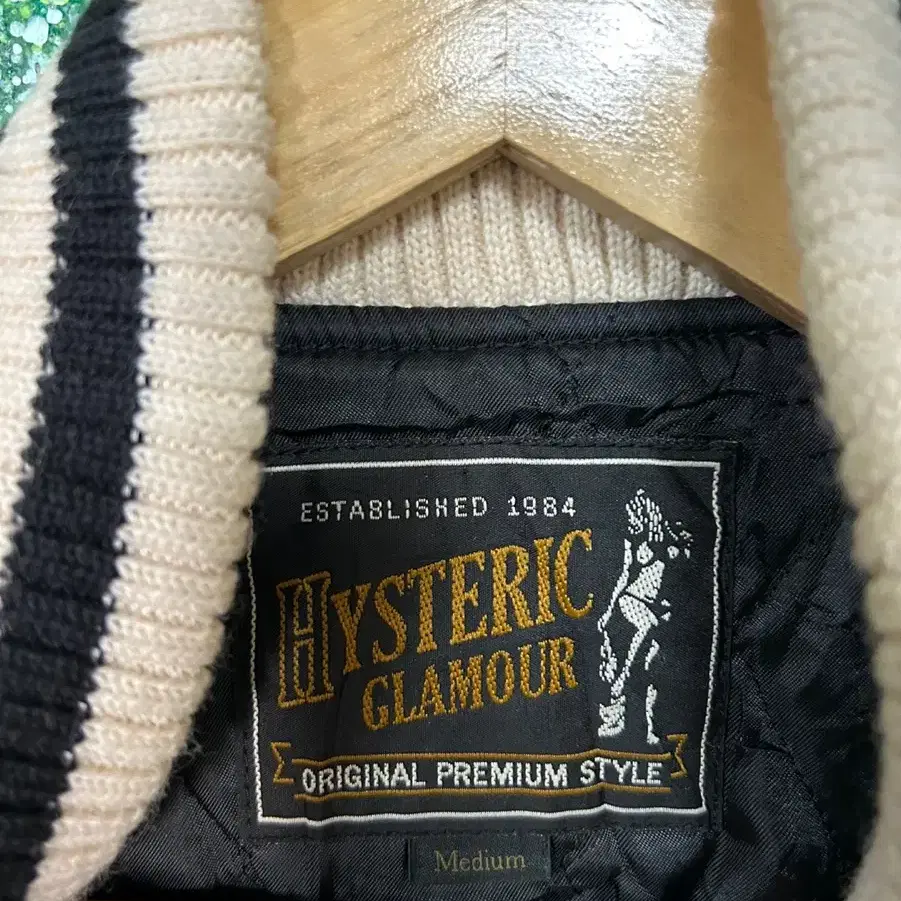 ESTABLISHED 1984
HYSTERIC
GLAMOUR
ORIGINAL PREMIUM STYLE
Medium